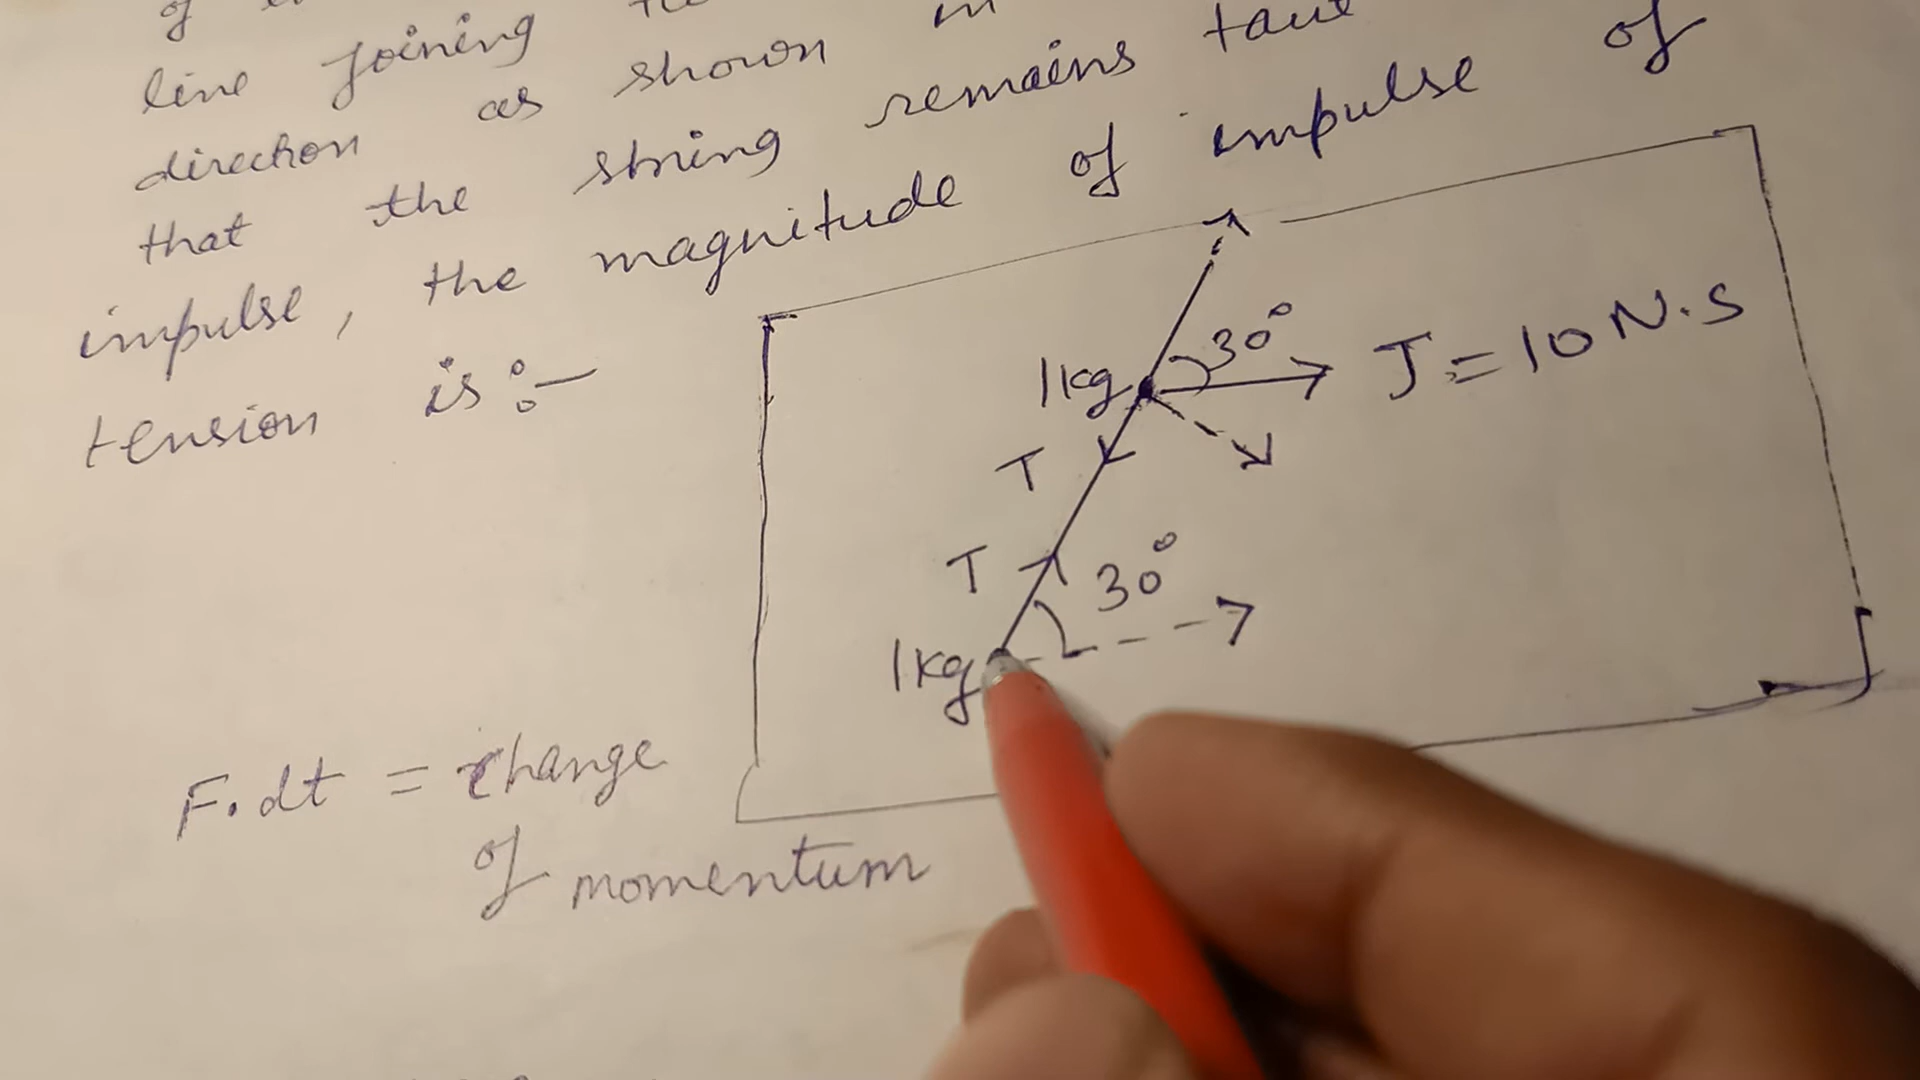 of
line joining
direction as shown in
that the string remains taut
impulse, the magnitude of impulse of
tension is :-
1kg 30° J = 10 N.S
T
T 30°
1kg
F.dt = change
of momentum